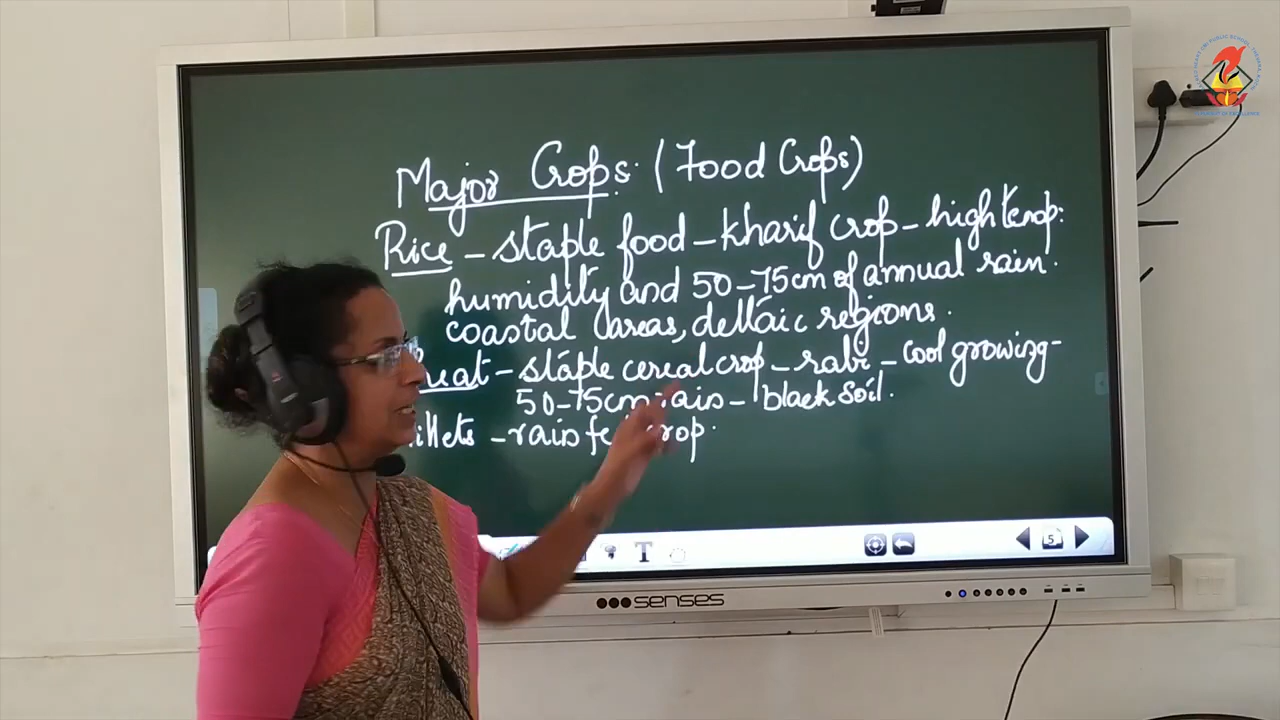 Major Crops: (Food Crops)
Rice - staple food - kharif crop - high temp:
humidity and 50-75cm of annual rain.
coastal areas, deltaic regions.
- staple cereal crop - rabi - cool growing-
50-75cm rain - black soil.
- rain fed crop.
T
5
senses